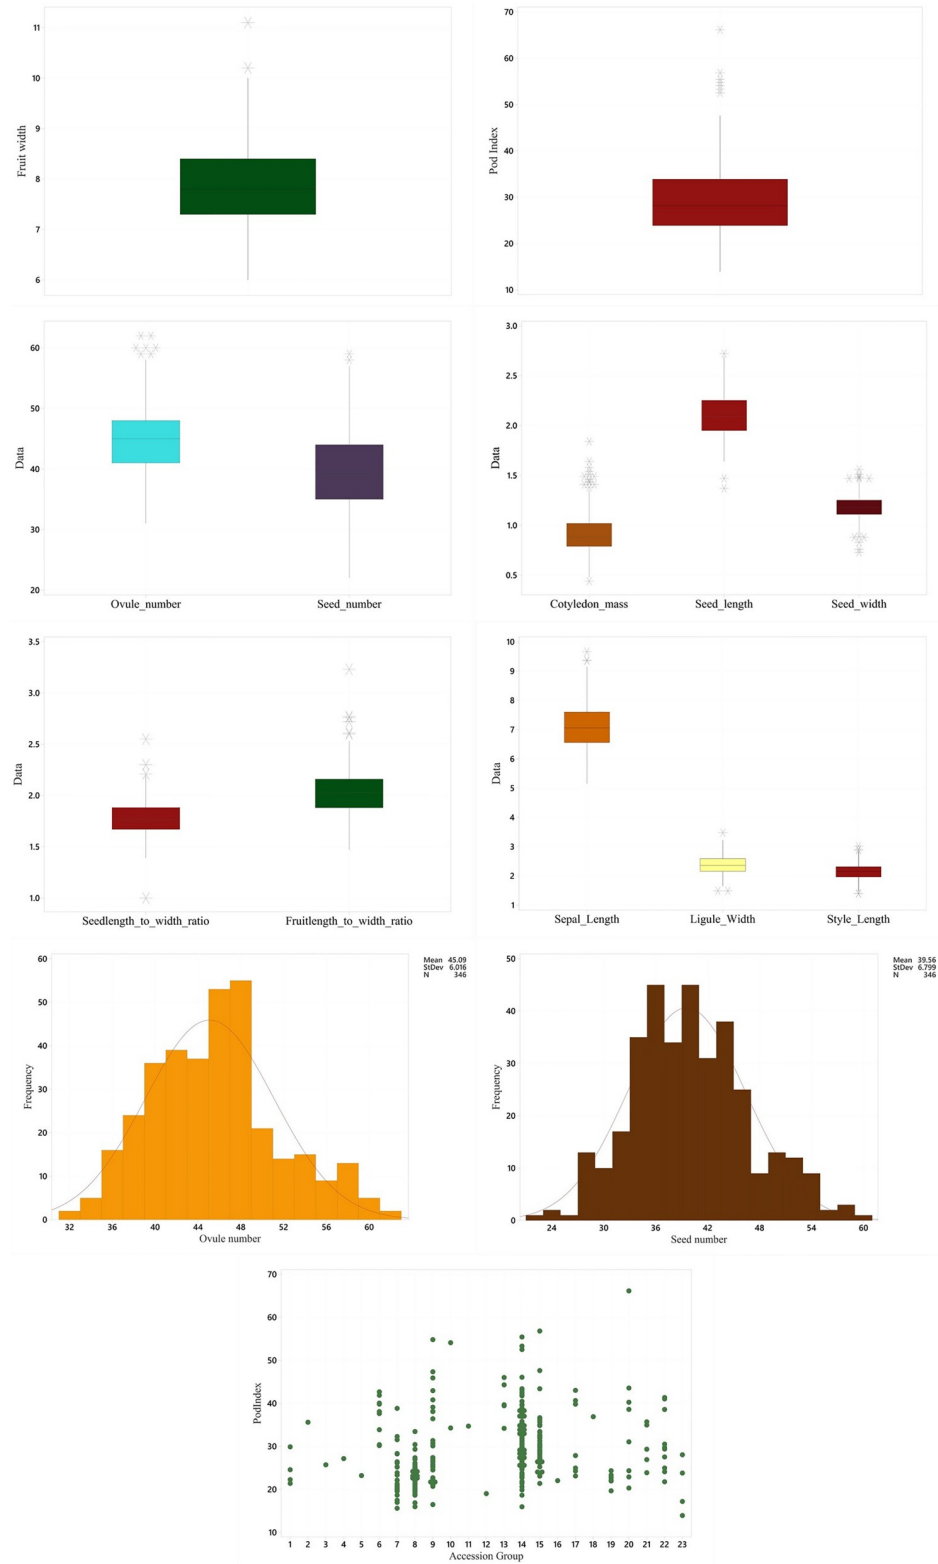 Fruit width
11
10
9
8
7
6
Pod Index
70
60
50
40
30
20
10
Data
60
50
40
30
20
Ovule_number Seed_number
Data
3.0
2.5
2.0
1.5
1.0
0.5
Cotyledon_mass Seed_length Seed_width
Data
3.5
3.0
2.5
2.0
1.5
1.0
Seedlength_to_width_ratio Fruitlength_to_width_ratio
Data
10
9
8
7
6
5
4
3
2
1
Sepal_Length Ligule_Width Style_Length
Mean 45.09
StDev 6.016
N 346
Frequency
60
50
40
30
20
10
0
32 36 40 44 48 52 56 60
Ovule number
Mean 39.56
StDev 6.799
N 346
Frequency
50
40
30
20
10
0
24 30 36 42 48 54 60
Seed number
PodIndex
70
60
50
40
30
20
10
1 2 3 4 5 6 7 8 9 10 11 12 13 14 15 16 17 18 19 20 21 22 23
Accession Group